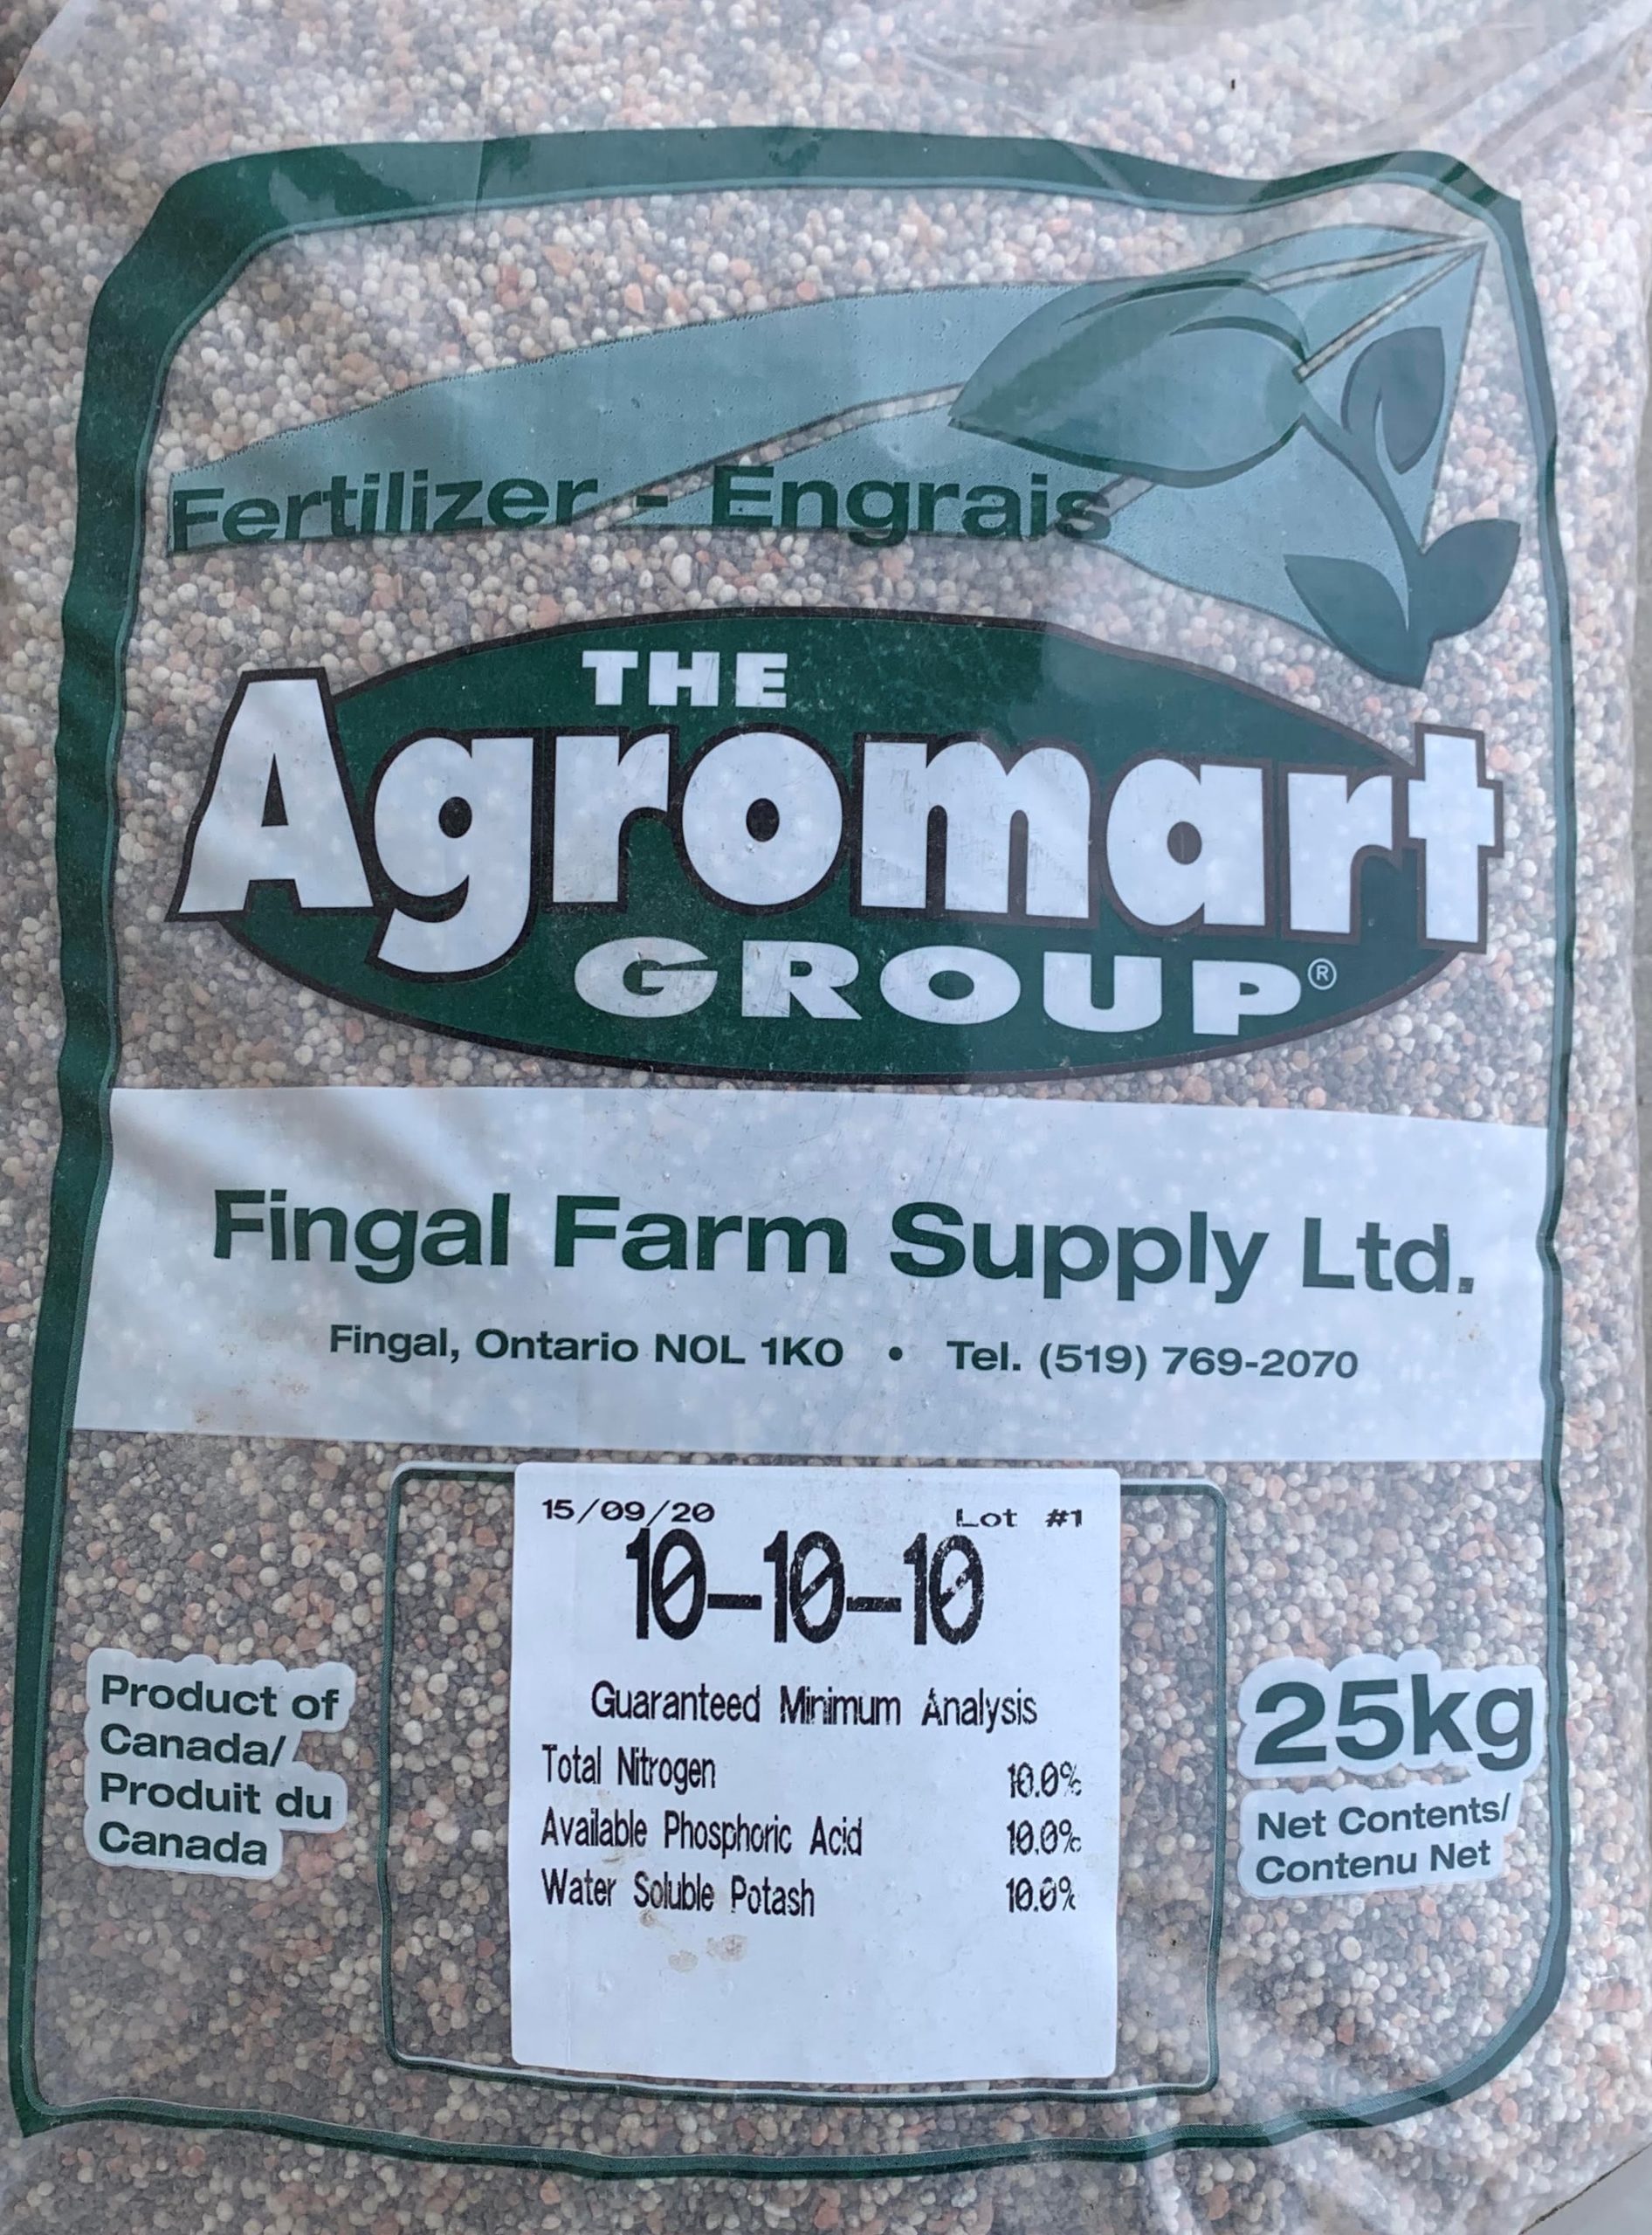 Fertilizer - Engrais
THE
Agromart
GROUP®
Fingal Farm Supply Ltd.
Fingal, Ontario N0L 1K0 • Tel. (519) 769-2070
15/09/20 Lot #1
10-10-10
Guaranteed Minimum Analysis
Total Nitrogen 10.0%
Available Phosphoric Acid 10.0%
Water Soluble Potash 10.0%
Product of
Canada/
Produit du
Canada
25kg
Net Contents/
Contenu Net